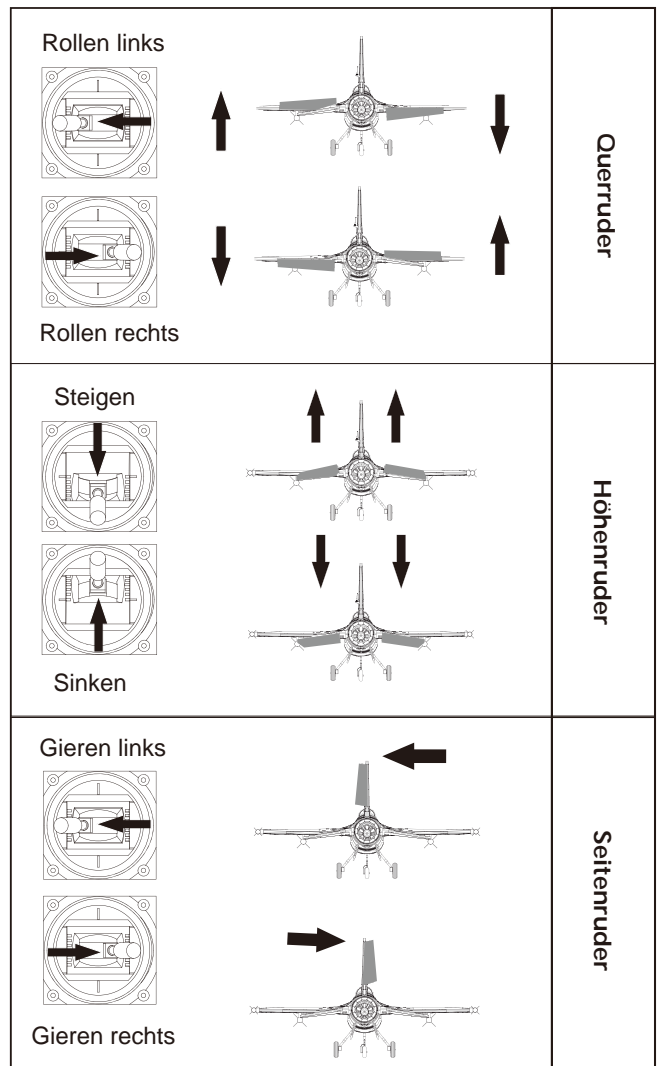 Rollen links
Rollen rechts
Querruder
Steigen
Sinken
Höhenruder
Gieren links
Gieren rechts
Seitenruder